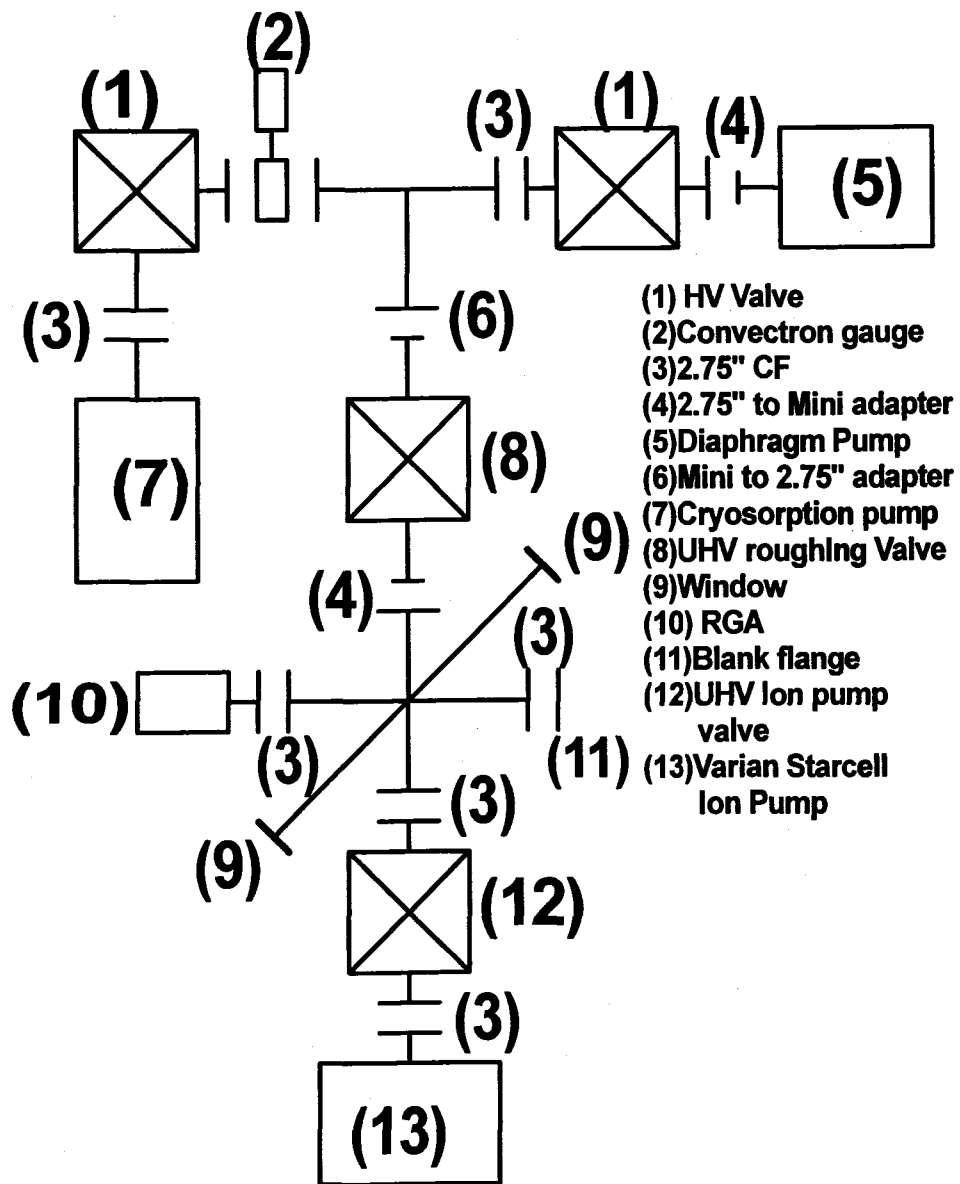 (2)
(1)
(3)
(1)
(4)
(5)
(3)
(6)
(7)
(8)
(1) HV Valve
(2)Convectron gauge
(3)2.75" CF
(4)2.75" to Mini adapter
(5)Diaphragm Pump
(6)Mini to 2.75" adapter
(7)Cryosorption pump
(8)UHV roughing Valve
(9)Window
(10) RGA
(11)Blank flange
(12)UHV Ion pump
valve
(13)Varian Starcell
Ion Pump
(9)
(4)
(3)
(10)
(3)
(11)
(3)
(9)
(12)
(3)
(13)